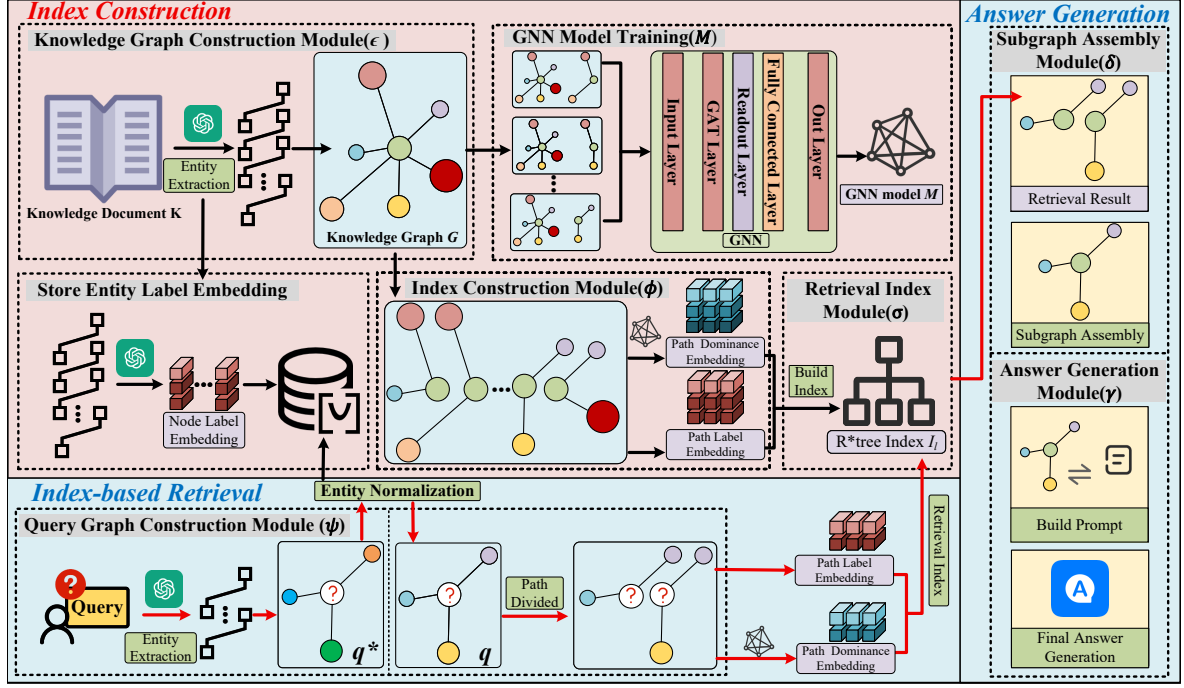 Index Construction
Knowledge Graph Construction Module(ϵ )
Entity
Extraction
Knowledge Document K
Knowledge Graph G
GNN Model Training(M)
Input Layer
GAT Layer
Readout Layer
Fully Connected Layer
Out Layer
GNN
GNN model M
Store Entity Label Embedding
Node Label
Embedding
Index Construction Module(ϕ)
Path Dominance
Embedding
Path Label
Embedding
Build
Index
Retrieval Index
Module(σ)
R*tree Index I_I
Index-based Retrieval
Entity Normalization
Query Graph Construction Module (ψ)
?
Query
Entity
Extraction
?
q*
?
q
Path
Divided
? ?
Path Label
Embedding
Path Dominance
Embedding
Retrieval Index
Answer Generation
Subgraph Assembly
Module(δ)
Retrieval Result
Subgraph Assembly
Answer Generation
Module(γ)
Build Prompt
A
Final Answer
Generation